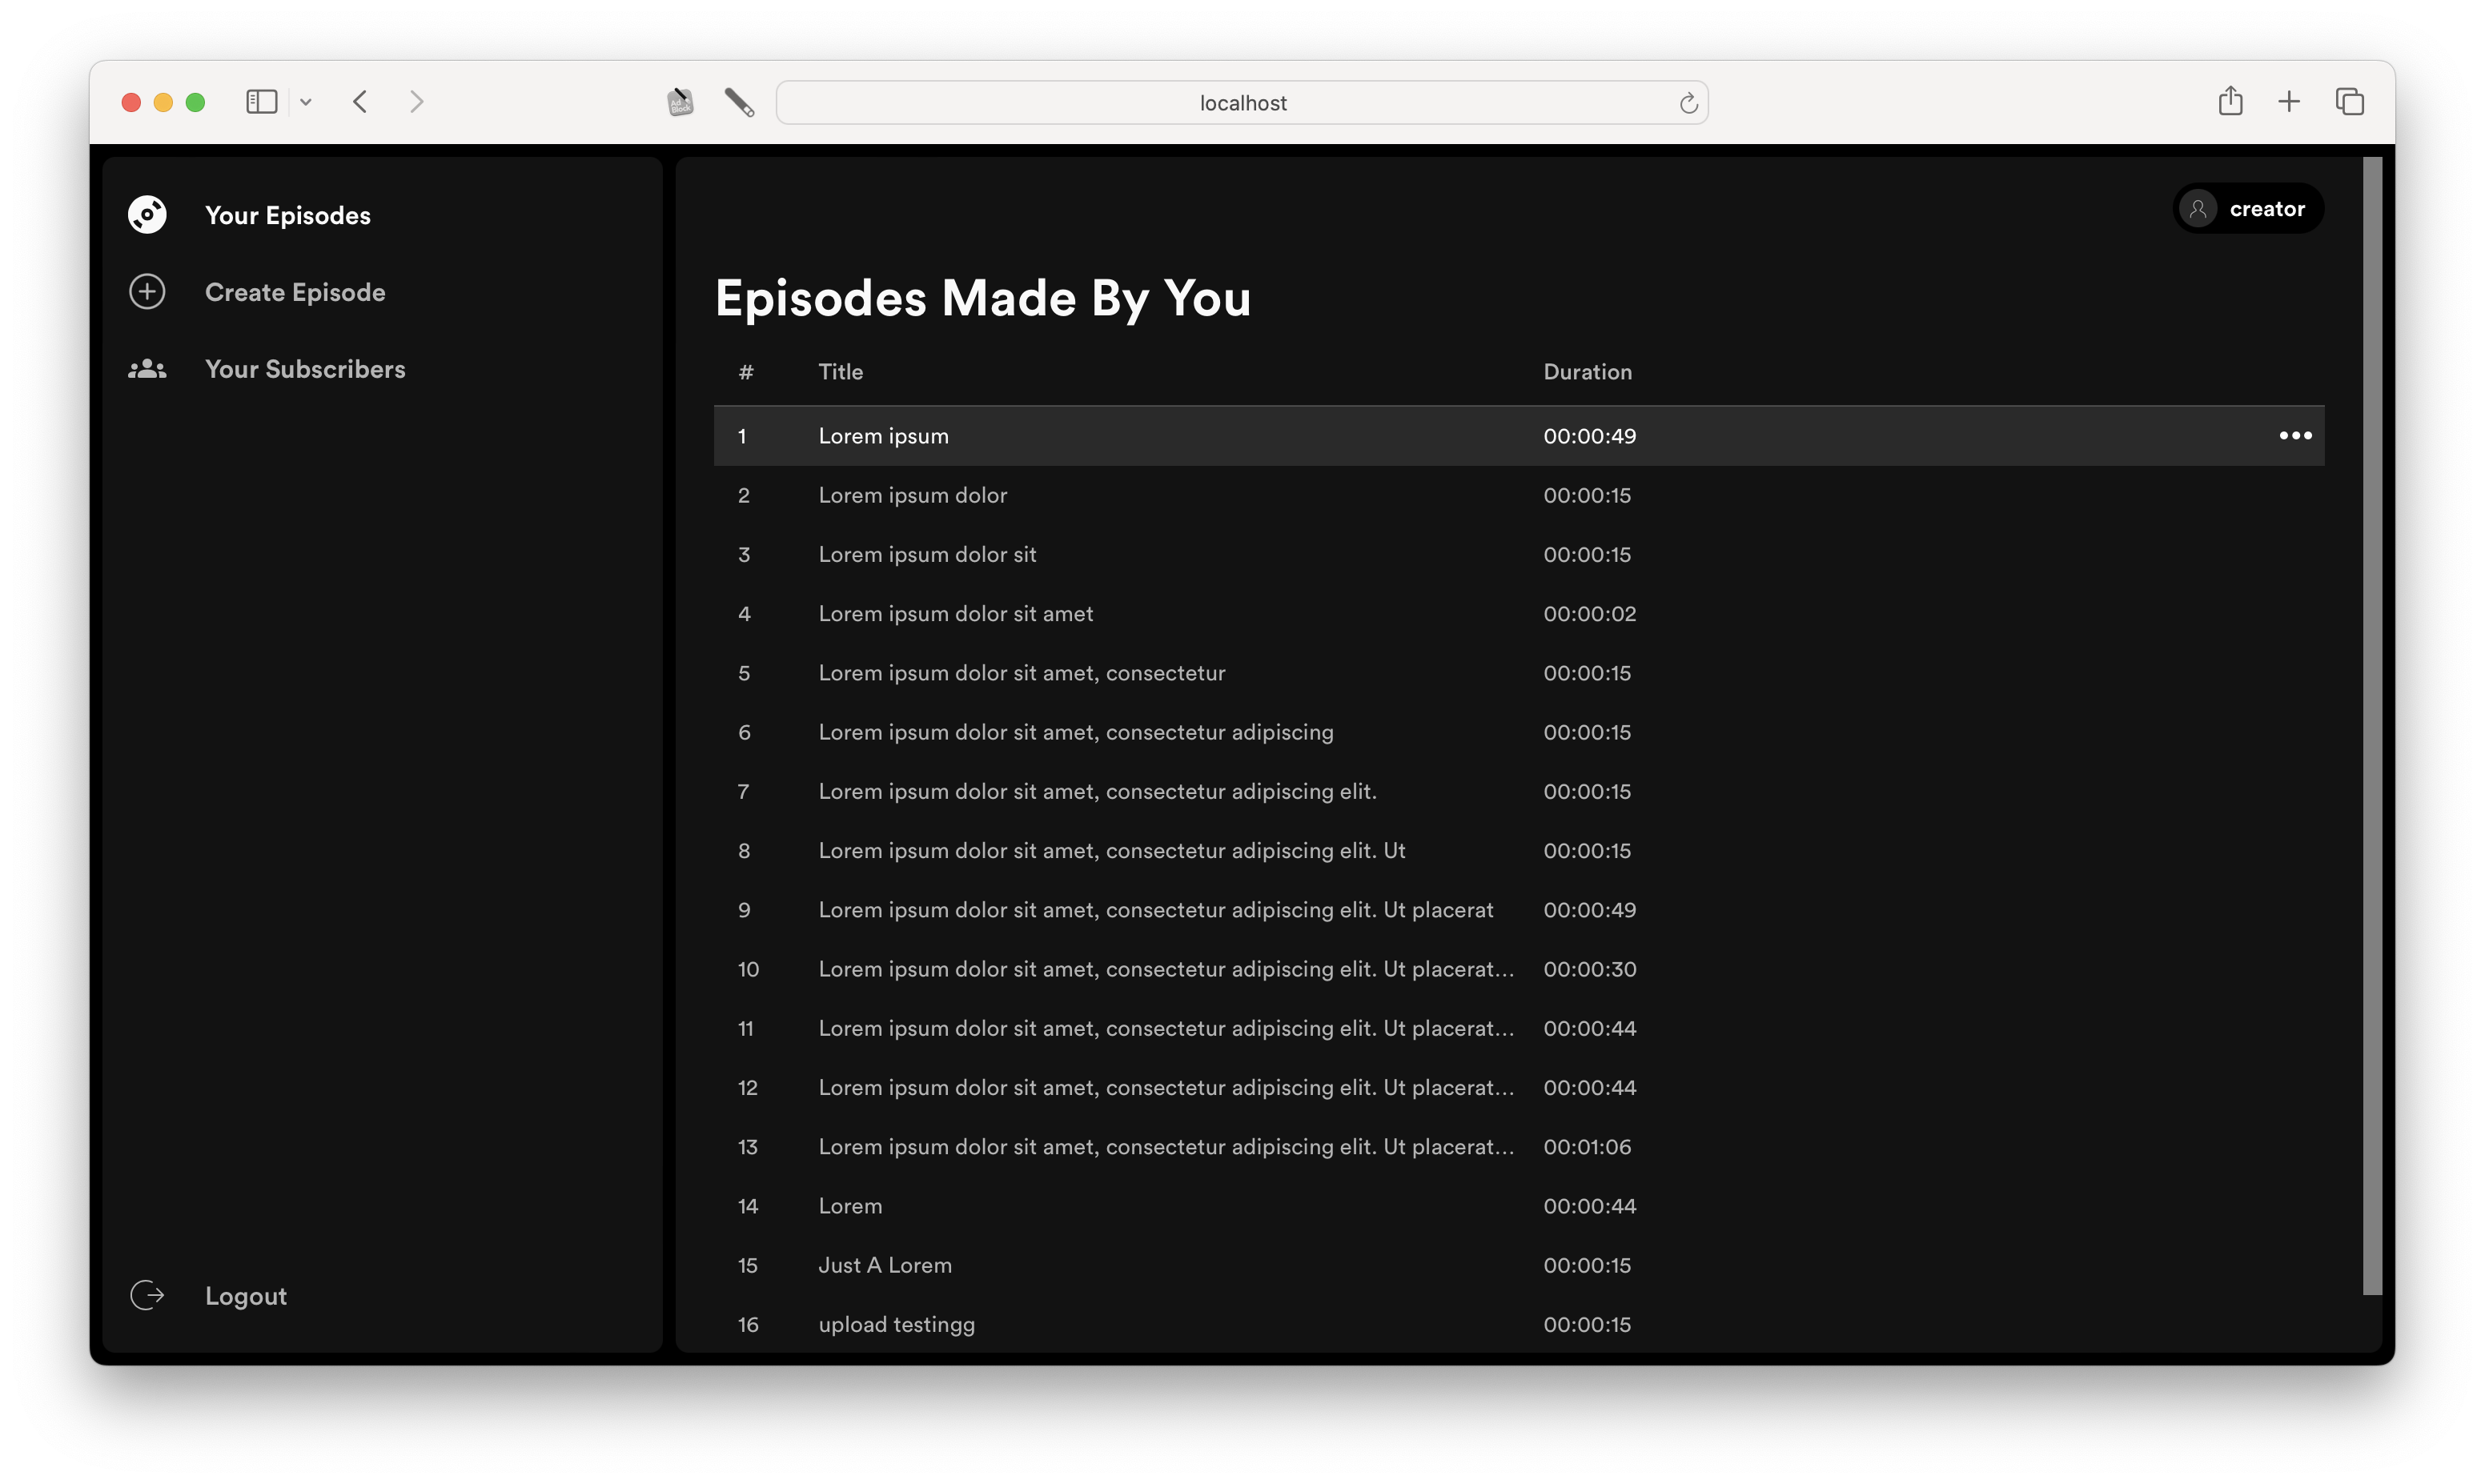 localhost
Your Episodes
Create Episode
Your Subscribers
Logout
creator
Episodes Made By You
# Title Duration
1 Lorem ipsum 00:00:49
2 Lorem ipsum dolor 00:00:15
3 Lorem ipsum dolor sit 00:00:15
4 Lorem ipsum dolor sit amet 00:00:02
5 Lorem ipsum dolor sit amet, consectetur 00:00:15
6 Lorem ipsum dolor sit amet, consectetur adipiscing 00:00:15
7 Lorem ipsum dolor sit amet, consectetur adipiscing elit. 00:00:15
8 Lorem ipsum dolor sit amet, consectetur adipiscing elit. Ut 00:00:15
9 Lorem ipsum dolor sit amet, consectetur adipiscing elit. Ut placerat 00:00:49
10 Lorem ipsum dolor sit amet, consectetur adipiscing elit. Ut placerat... 00:00:30
11 Lorem ipsum dolor sit amet, consectetur adipiscing elit. Ut placerat... 00:00:44
12 Lorem ipsum dolor sit amet, consectetur adipiscing elit. Ut placerat... 00:00:44
13 Lorem ipsum dolor sit amet, consectetur adipiscing elit. Ut placerat... 00:01:06
14 Lorem 00:00:44
15 Just A Lorem 00:00:15
16 upload testingg 00:00:15